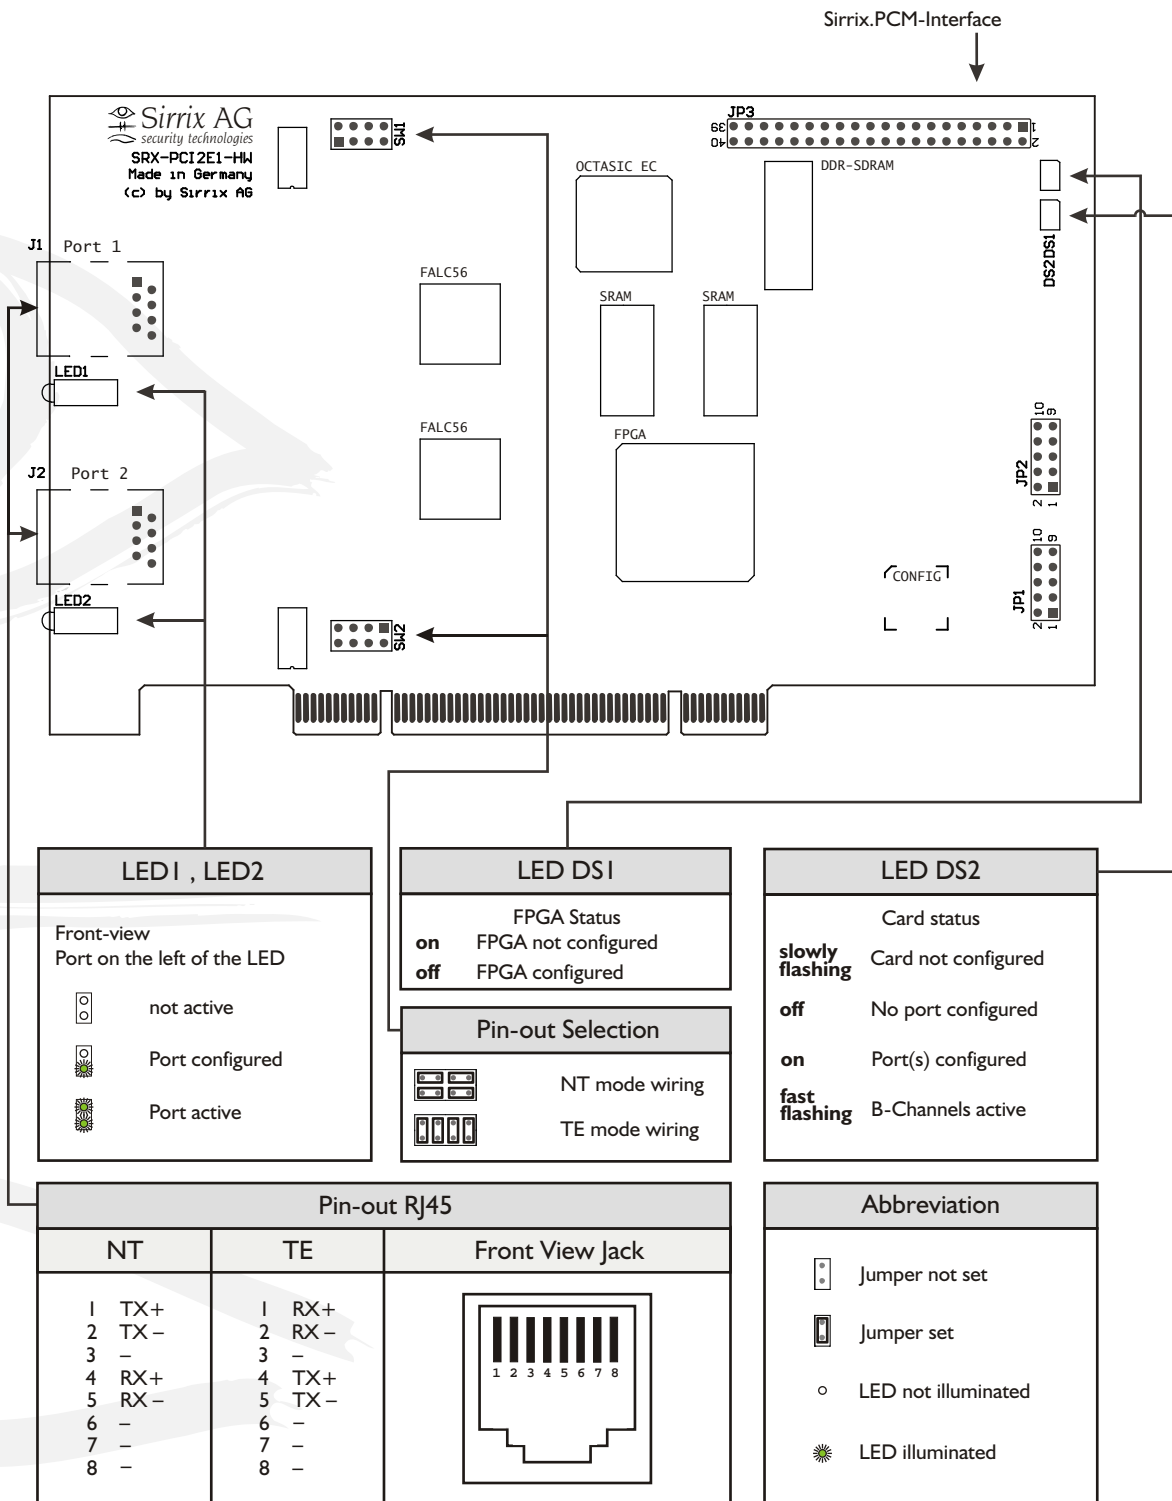 Sirrix.PCM-Interface
Sirrix AG
security technologies
SRX-PCI2E1-HW
Made in Germany
(c) by Sirrix AG
SW1
JP3
39
1
40
2
OCTASIC EC
DDR-SDRAM
DS2 DS1
J1 Port 1
FALC56
SRAM
SRAM
LED1
FALC56
FPGA
10
9
JP2
2
1
J2 Port 2
CONFIG
10
9
JP1
2
1
LED2
SW2
LED1 , LED2
Front-view
Port on the left of the LED
not active
Port configured
Port active
LED DS1
FPGA Status
on FPGA not configured
off FPGA configured
Pin-out Selection
NT mode wiring
TE mode wiring
LED DS2
Card status
slowly flashing Card not configured
off No port configured
on Port(s) configured
fast flashing B-Channels active
Pin-out RJ45
NT TE Front View Jack
1 TX+
2 TX –
3 –
4 RX+
5 RX –
6 –
7 –
8 –
1 RX+
2 RX –
3 –
4 TX+
5 TX –
6 –
7 –
8 –
1 2 3 4 5 6 7 8
Abbreviation
Jumper not set
Jumper set
LED not illuminated
LED illuminated